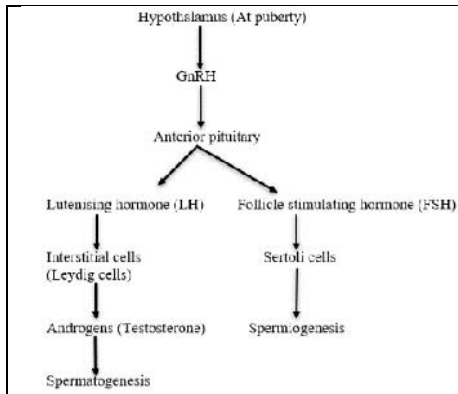 Hypothalamus (At puberty)
GnRH
Anterior pituitary
Lutenising hormone (LH)
Follicle stimulating hormone (FSH)
Interstitial cells
(Leydig cells)
Sertoli cells
Androgens (Testosterone)
Spermiogenesis
Spermatogenesis